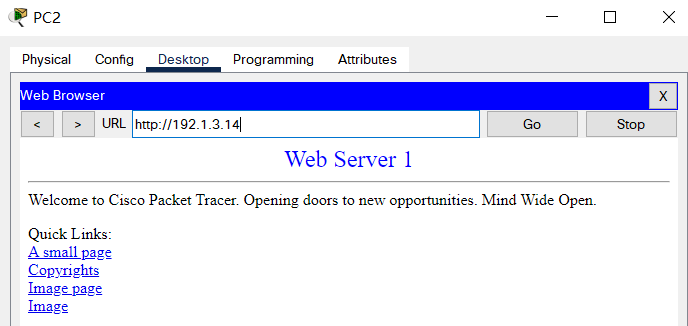 PC2
Physical Config Desktop Programming Attributes
Web Browser X
< > URL http://192.1.3.14 Go Stop
Web Server 1
Welcome to Cisco Packet Tracer. Opening doors to new opportunities. Mind Wide Open.
Quick Links:
A small page
Copyrights
Image page
Image